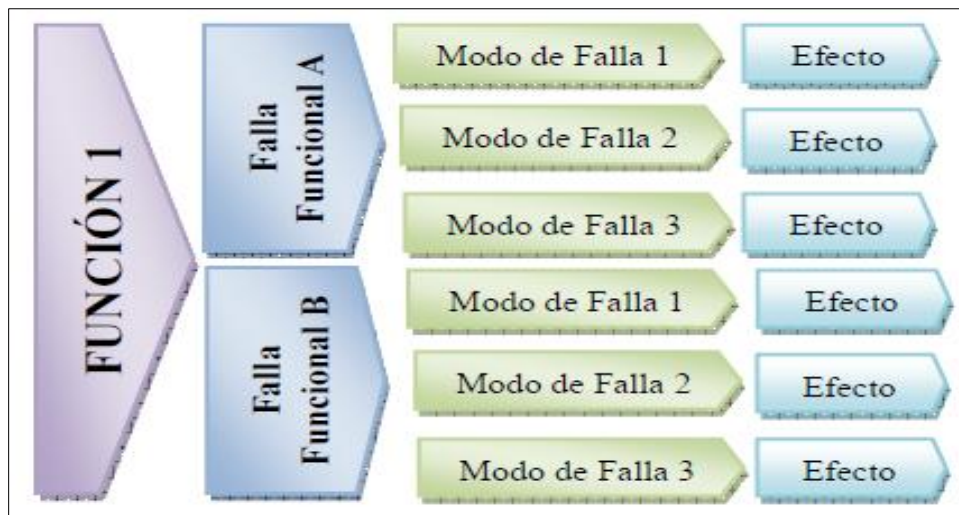 FUNCIÓN 1
Falla
Funcional A
Modo de Falla 1
Efecto
Modo de Falla 2
Efecto
Modo de Falla 3
Efecto
Falla
Funcional B
Modo de Falla 1
Efecto
Modo de Falla 2
Efecto
Modo de Falla 3
Efecto